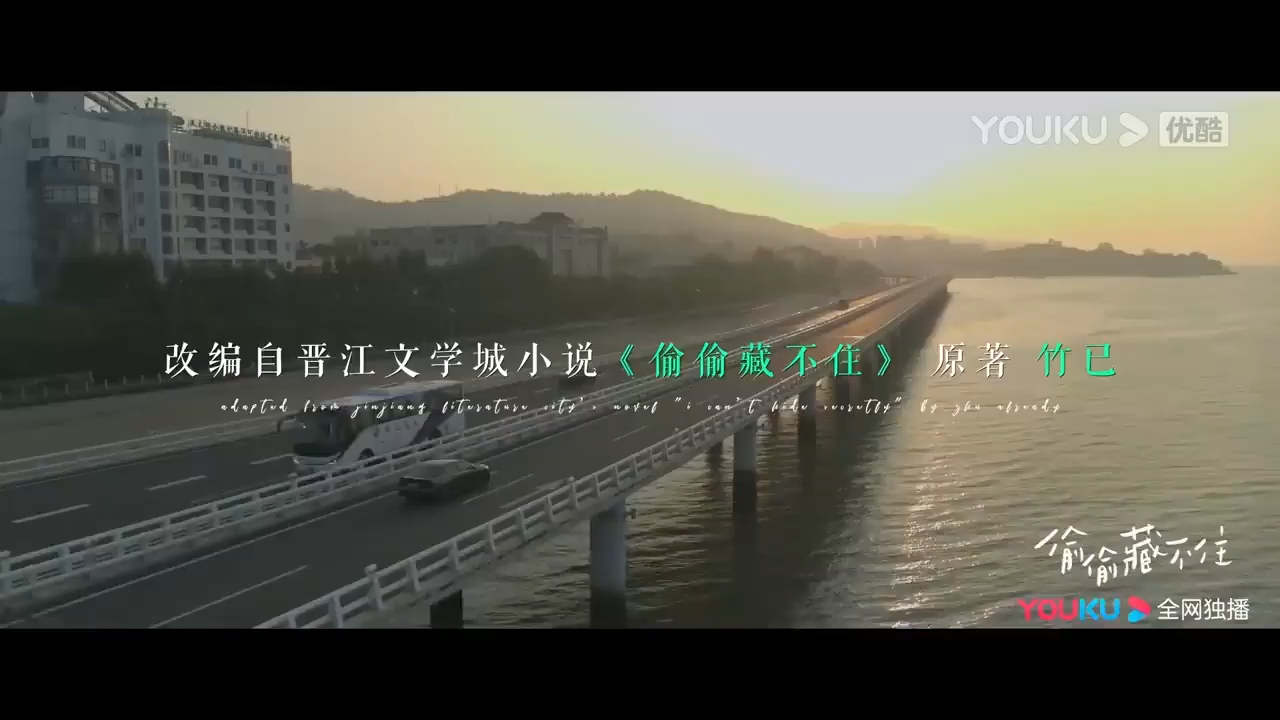 YOUKU 优酷
改编自晋江文学城小说《偷偷藏不住》 原著 竹已
adapted from jinjiang literature city's novel "i can't hide secretly" by zhu already
偷偷藏不住
YOUKU 全网独播